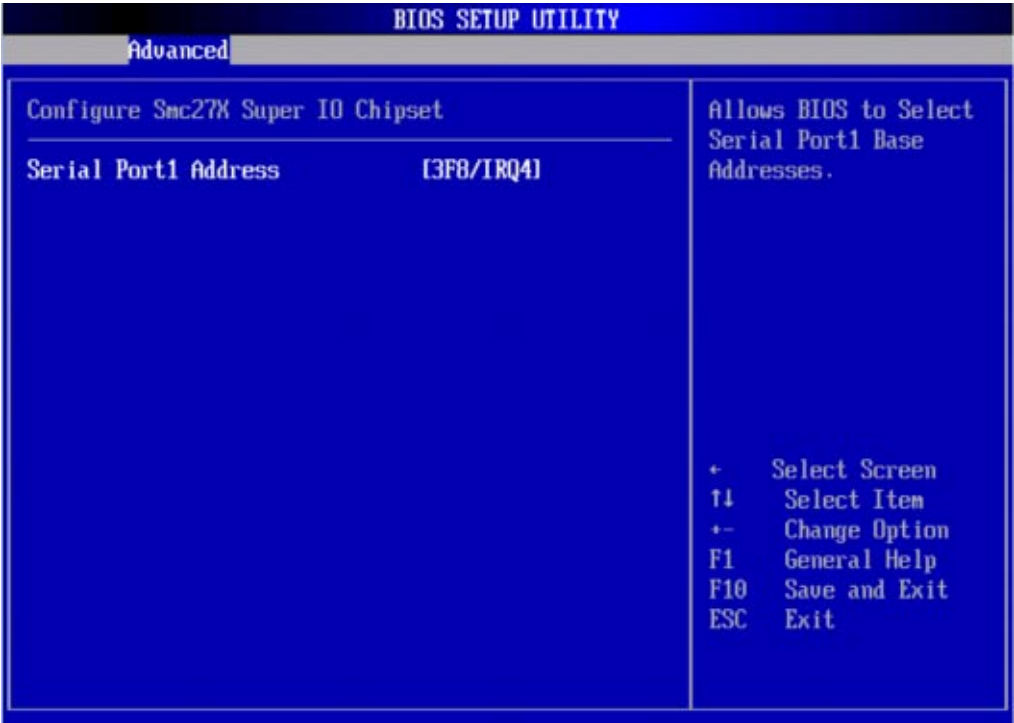 BIOS SETUP UTILITY
Advanced
Configure Smc27X Super IO Chipset
Serial Port1 Address [3F8/IRQ4]
Allows BIOS to Select
Serial Port1 Base
Addresses.
← Select Screen
↑↓ Select Item
+- Change Option
F1 General Help
F10 Save and Exit
ESC Exit